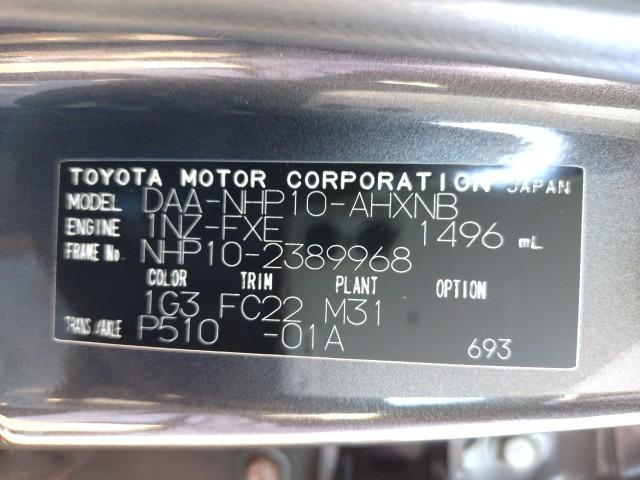 TOYOTA MOTOR CORPORATION JAPAN
MODEL DAA-NHP10-AHXNB
ENGINE 1NZ-FXE 1496 mL
FRAME No. NHP10-2389968
COLOR TRIM PLANT OPTION
1G3 FC22 M31
TRANS/AXLE P510 -01A 693